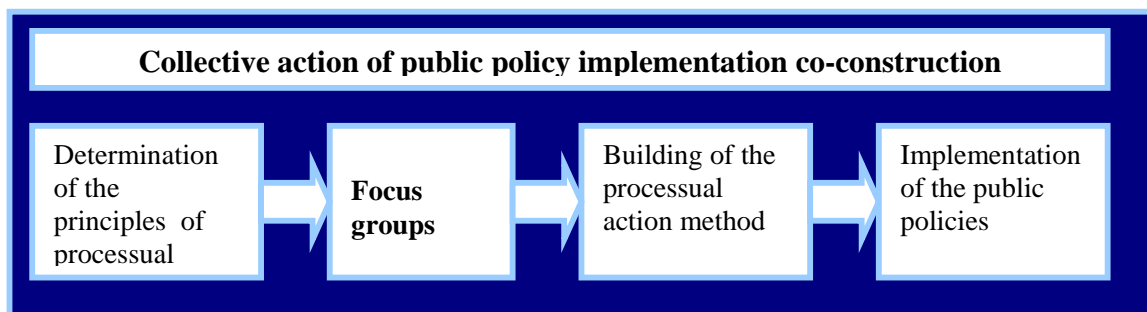 Collective action of public policy implementation co-construction
Determination
of the
principles of
processual
Focus
groups
Building of the
processual
action method
Implementation
of the public
policies